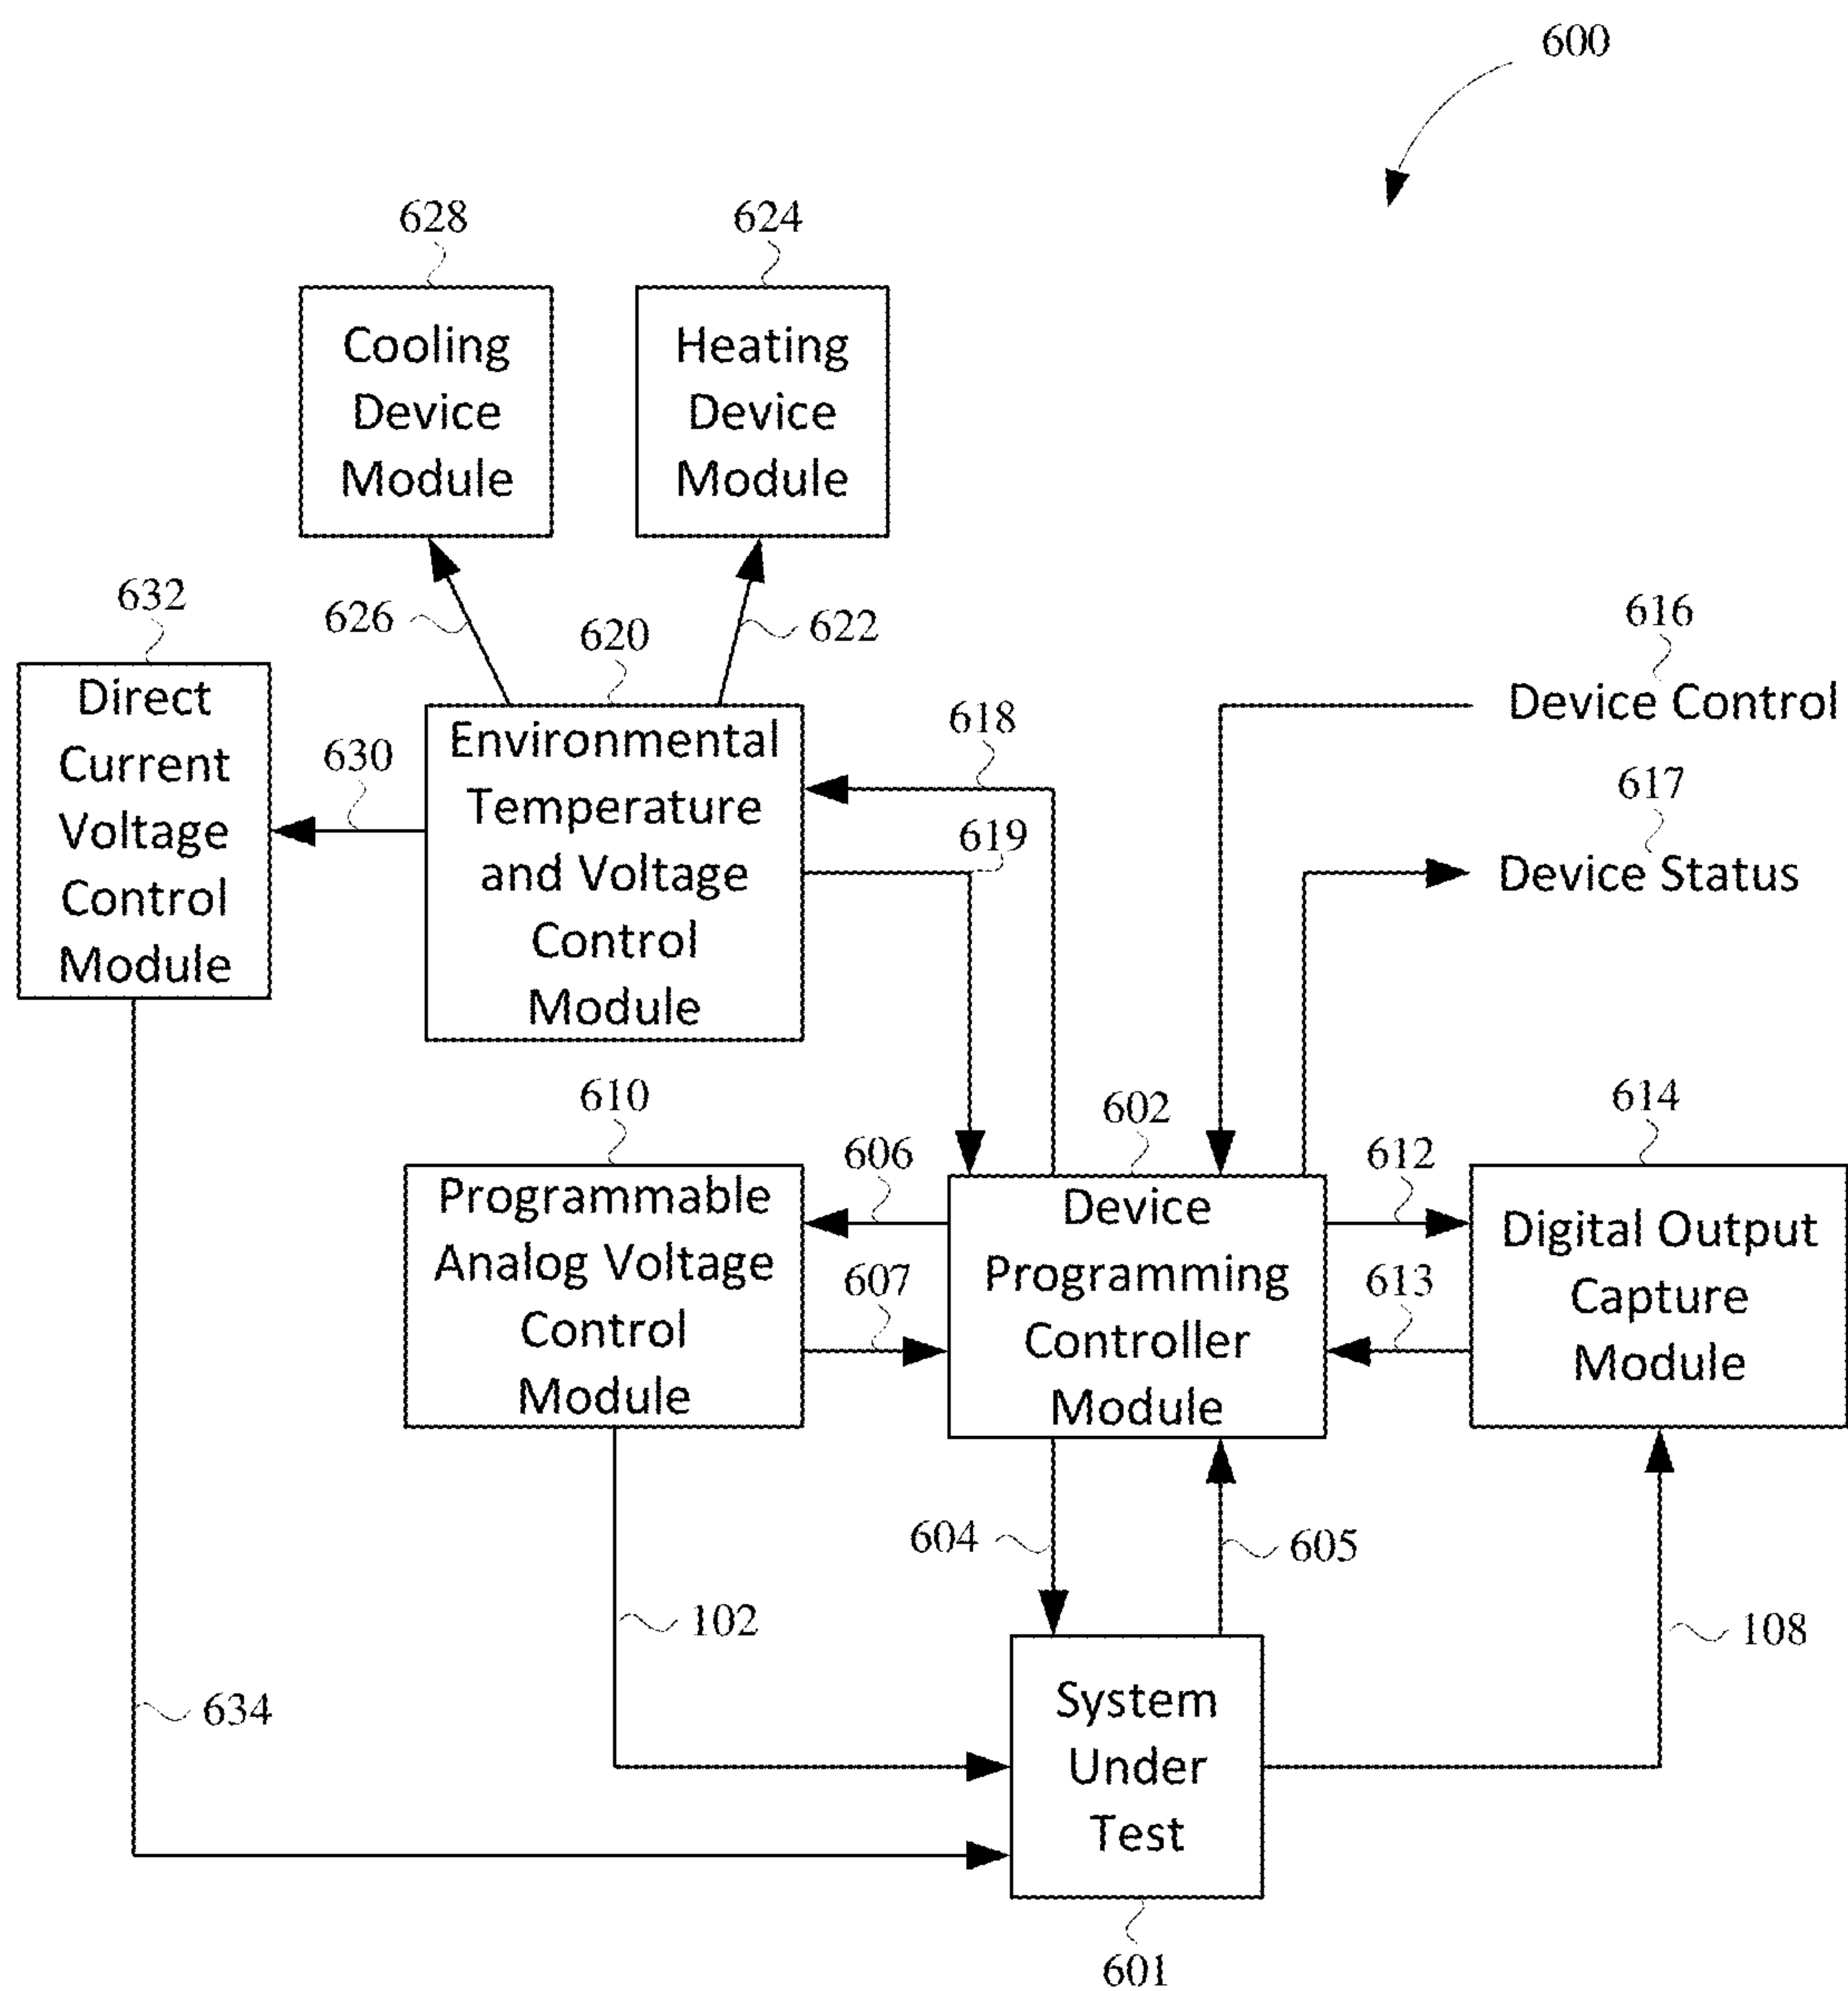 600
628
624
Cooling
Device
Module
Heating
Device
Module
632
626
620
622
616
Direct
Current
Voltage
Control
Module
630
Environmental
Temperature
and Voltage
Control
Module
618
619
Device Control
617
Device Status
610
602
614
Programmable
Analog Voltage
Control
Module
606
607
Device
Programming
Controller
Module
612
613
Digital Output
Capture
Module
604
605
102
108
634
System
Under
Test
601